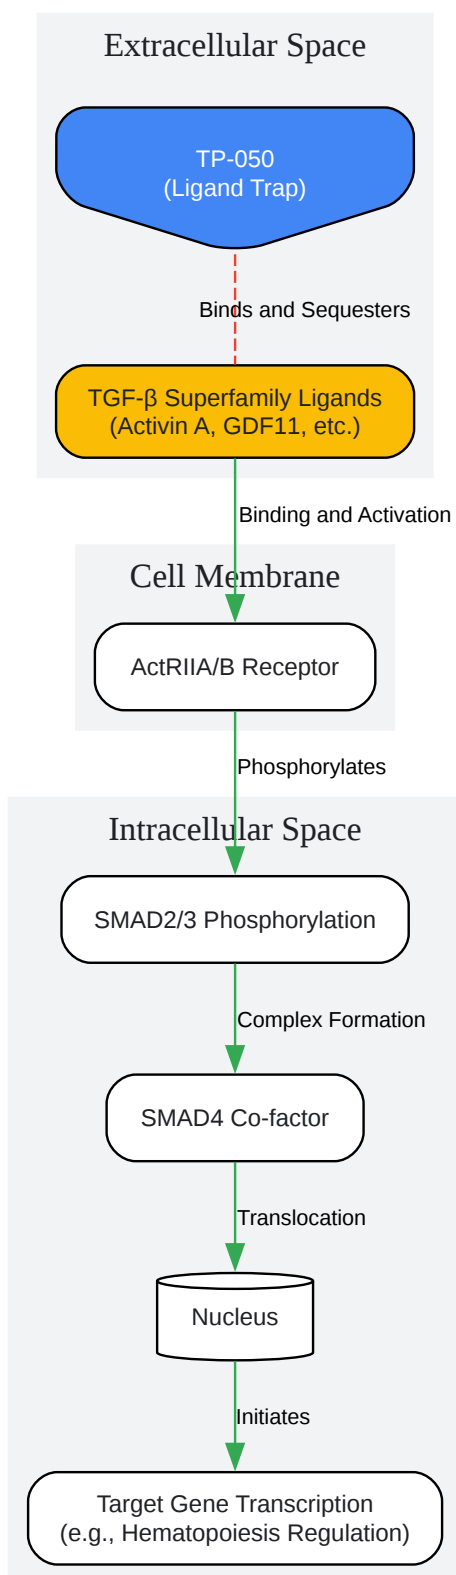 Extracellular Space
TP-050
(Ligand Trap)
Binds and Sequesters
TGF-β Superfamily Ligands
(Activin A, GDF11, etc.)
Binding and Activation
Cell Membrane
ActRIIA/B Receptor
Phosphorylates
Intracellular Space
SMAD2/3 Phosphorylation
Complex Formation
SMAD4 Co-factor
Translocation
Nucleus
Initiates
Target Gene Transcription
(e.g., Hematopoiesis Regulation)